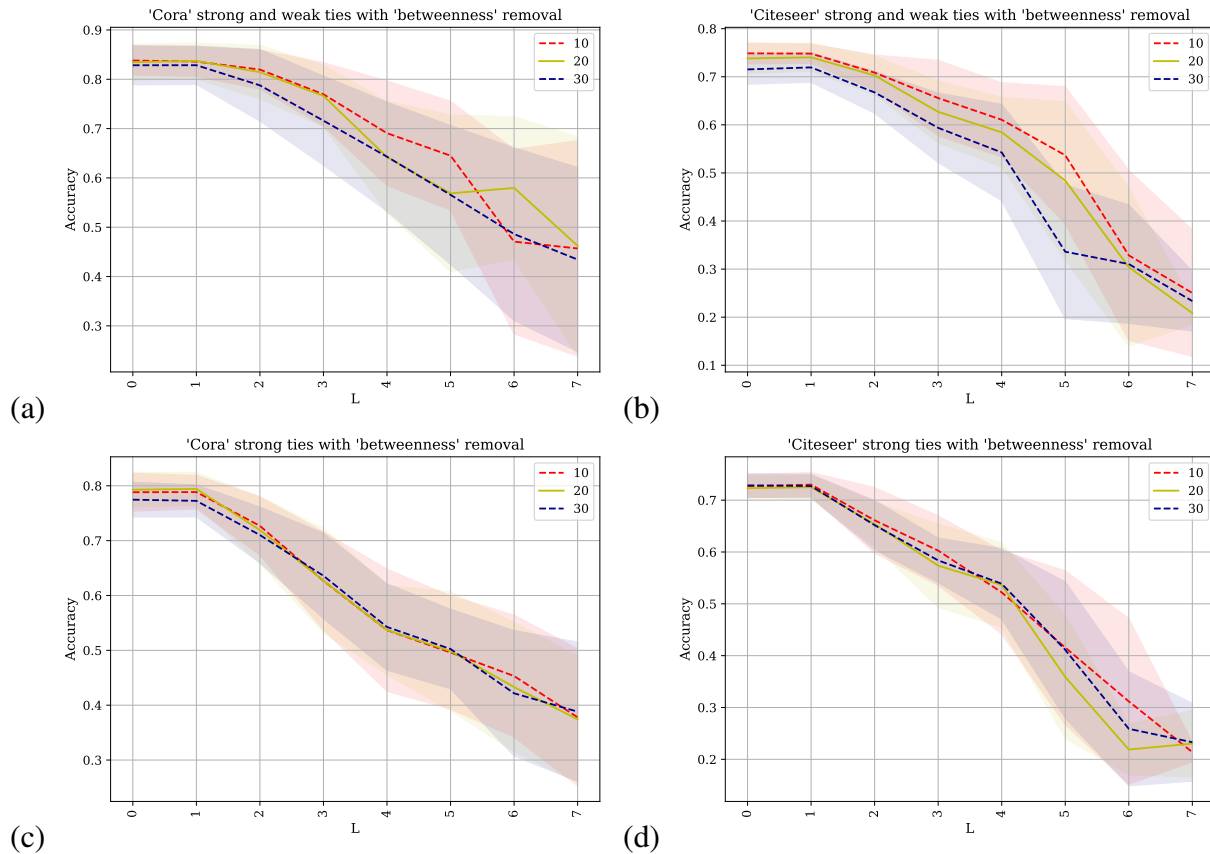 'Cora' strong and weak ties with 'betweenness' removal
0.9
0.8
0.7
0.6
0.5
0.4
0.3
Accuracy
0 1 2 3 4 5 6 7
L
10
20
30
(a)
'Citeseer' strong and weak ties with 'betweenness' removal
0.8
0.7
0.6
0.5
0.4
0.3
0.2
0.1
Accuracy
0 1 2 3 4 5 6 7
L
10
20
30
(b)
'Cora' strong ties with 'betweenness' removal
0.8
0.7
0.6
0.5
0.4
0.3
Accuracy
0 1 2 3 4 5 6 7
L
10
20
30
(c)
'Citeseer' strong ties with 'betweenness' removal
0.7
0.6
0.5
0.4
0.3
0.2
Accuracy
0 1 2 3 4 5 6 7
L
10
20
30
(d)